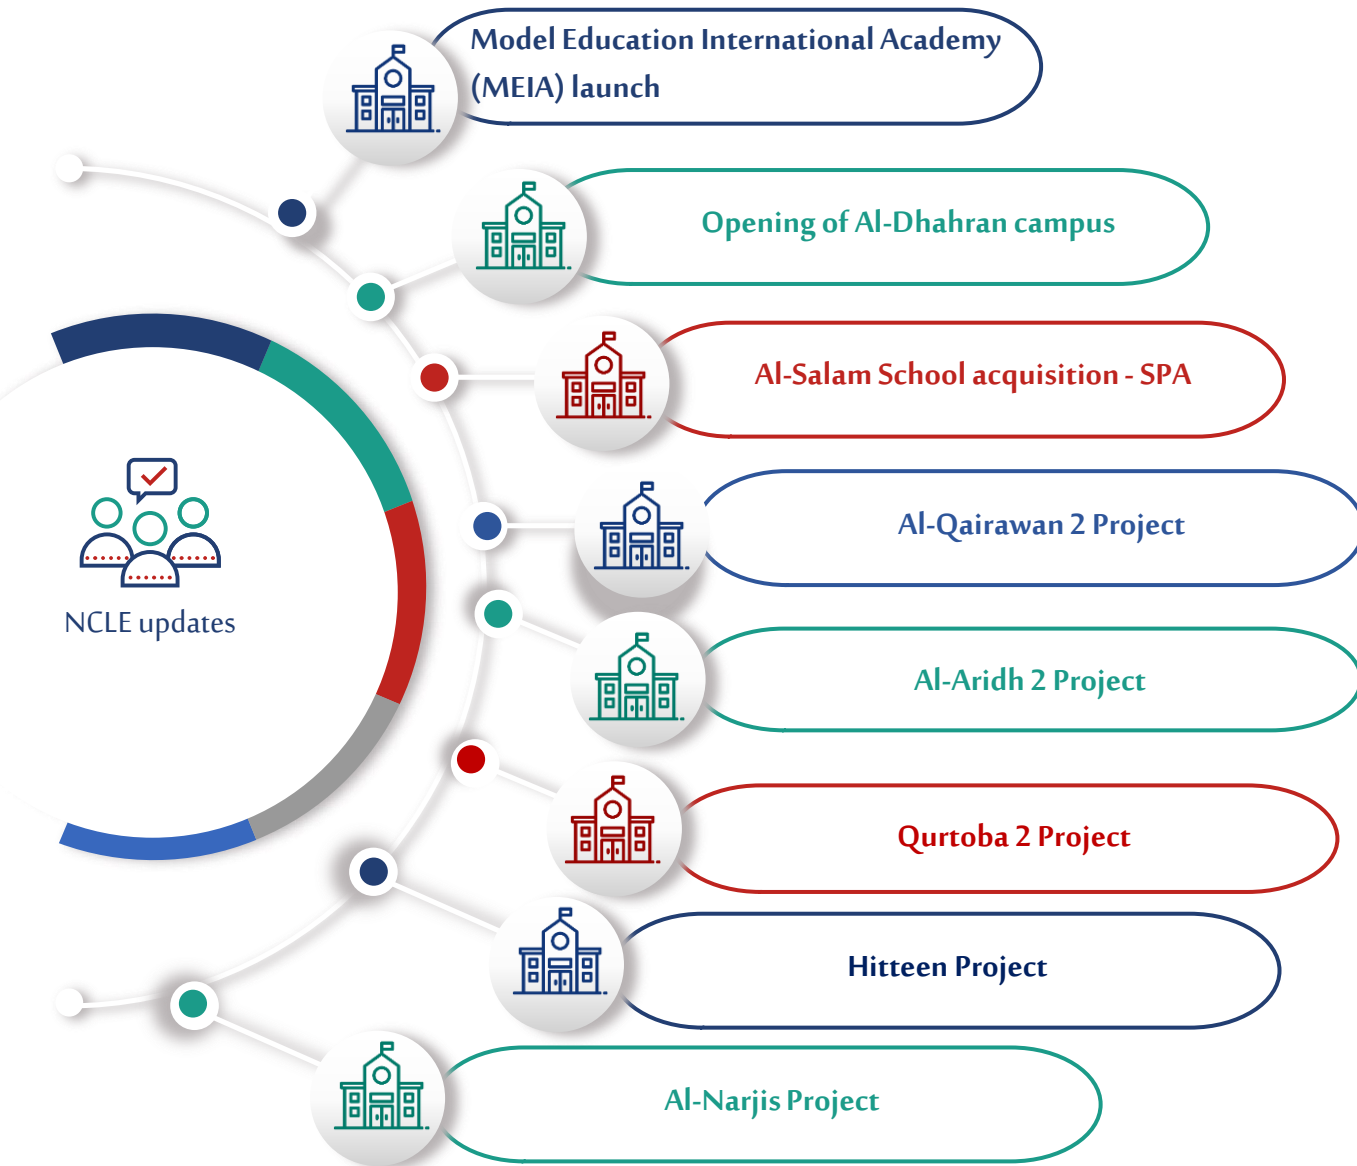 Model Education International Academy
(MEIA) launch
Opening of Al-Dhahran campus
Al-Salam School acquisition - SPA
Al-Qairawan 2 Project
NCLE updates
Al-Aridh 2 Project
Qurtoba 2 Project
Hitteen Project
Al-Narjis Project